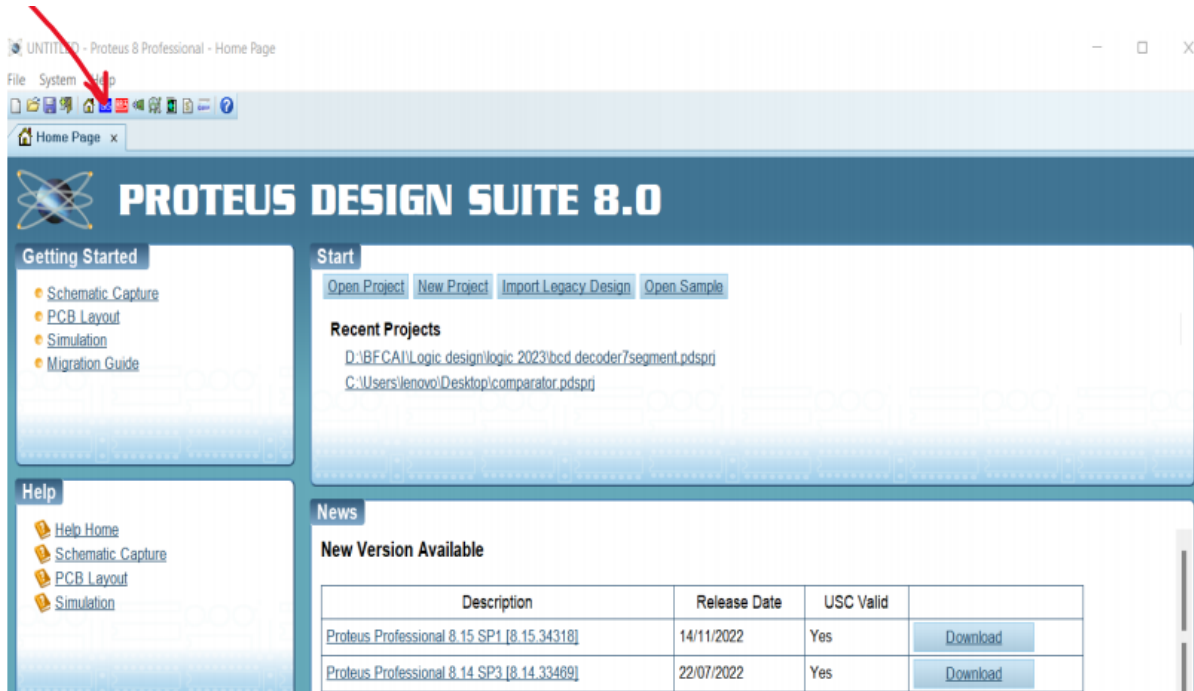 UNTITLED - Proteus 8 Professional - Home Page
File System Help
Home Page x
PROTEUS DESIGN SUITE 8.0
Getting Started
Schematic Capture
PCB Layout
Simulation
Migration Guide
Start
Open Project New Project Import Legacy Design Open Sample
Recent Projects
D:\BFCAI\Logic design\logic 2023\bcd decoder7segment.pdsprj
C:\Users\lenovo\Desktop\comparator.pdsprj
Help
Help Home
Schematic Capture
PCB Layout
Simulation
News
New Version Available
Description Release Date USC Valid
Proteus Professional 8.15 SP1 [8.15.34318] 14/11/2022 Yes Download
Proteus Professional 8.14 SP3 [8.14.33469] 22/07/2022 Yes Download